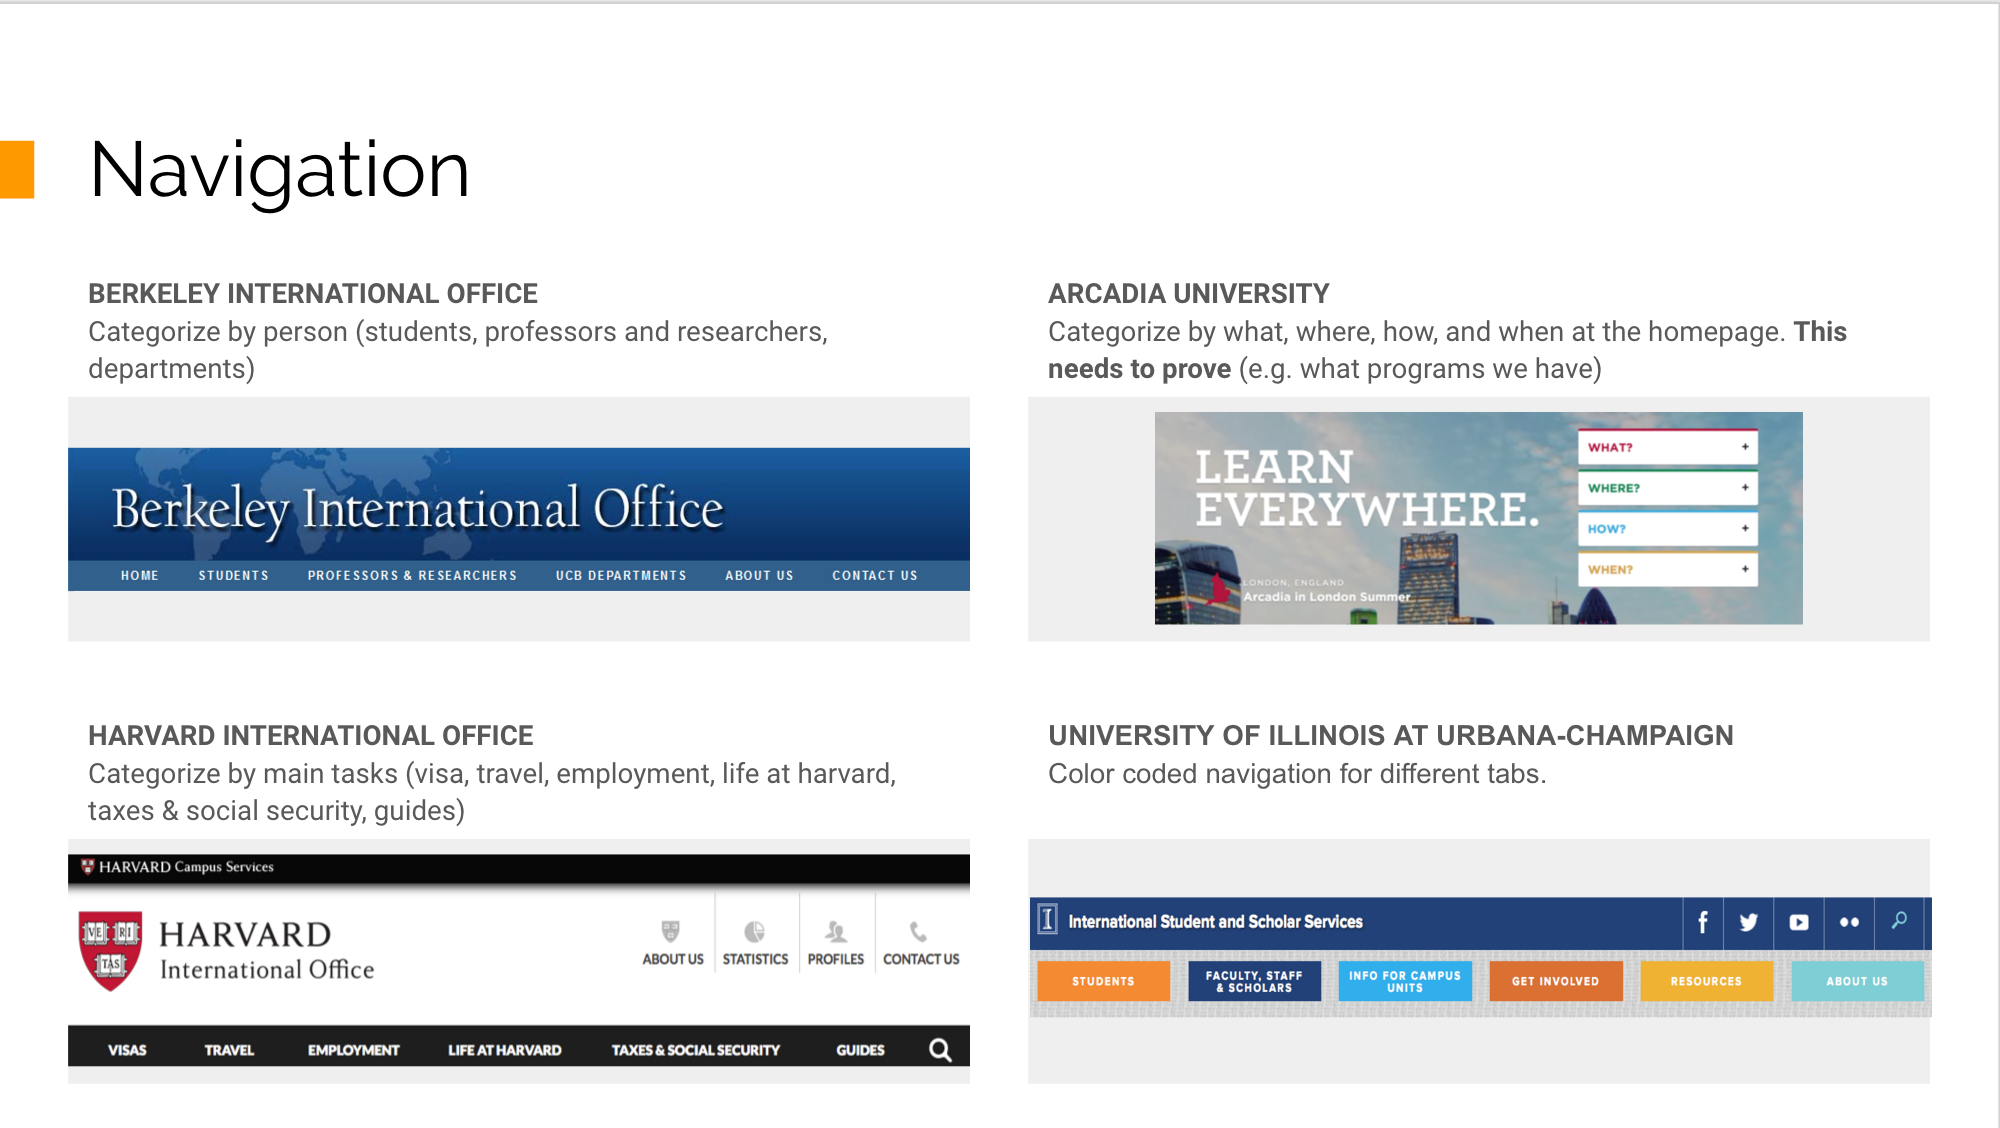 Navigation
BERKELEY INTERNATIONAL OFFICE
Categorize by person (students, professors and researchers,
departments)
Berkeley International Office
HOME STUDENTS PROFESSORS & RESEARCHERS UCB DEPARTMENTS ABOUT US CONTACT US
ARCADIA UNIVERSITY
Categorize by what, where, how, and when at the homepage. This
needs to prove (e.g. what programs we have)
LEARN
EVERYWHERE.
LONDON, ENGLAND
Arcadia in London Summer
WHAT? +
WHERE? +
HOW? +
WHEN? +
HARVARD INTERNATIONAL OFFICE
Categorize by main tasks (visa, travel, employment, life at harvard,
taxes & social security, guides)
HARVARD Campus Services
VE RI
TAS
HARVARD
International Office
ABOUT US STATISTICS PROFILES CONTACT US
VISAS TRAVEL EMPLOYMENT LIFE AT HARVARD TAXES & SOCIAL SECURITY GUIDES
UNIVERSITY OF ILLINOIS AT URBANA-CHAMPAIGN
Color coded navigation for different tabs.
I International Student and Scholar Services
STUDENTS
FACULTY, STAFF
& SCHOLARS
INFO FOR CAMPUS
UNITS
GET INVOLVED
RESOURCES
ABOUT US